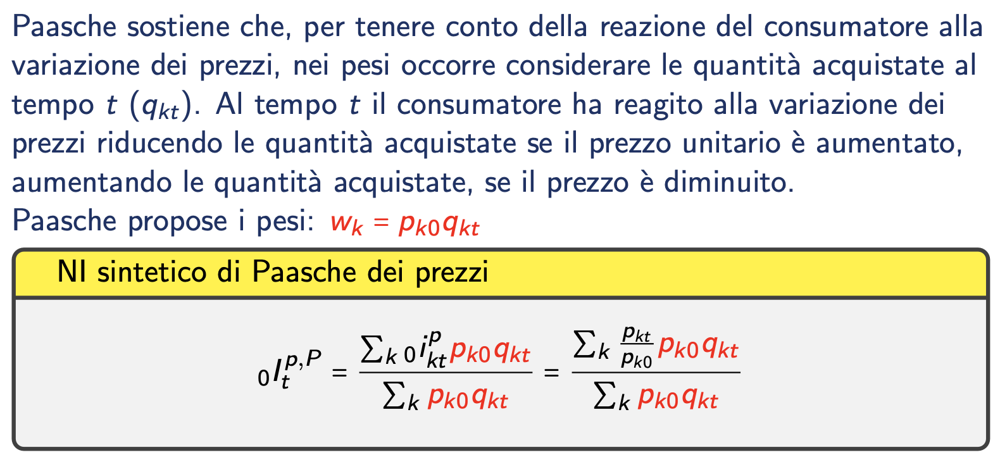 Paasche sostiene che, per tenere conto della reazione del consumatore alla
variazione dei prezzi, nei pesi occorre considerare le quantità acquistate al
tempo t (q_{kt}). Al tempo t il consumatore ha reagito alla variazione dei
prezzi riducendo le quantità acquistate se il prezzo unitario è aumentato,
aumentando le quantità acquistate, se il prezzo è diminuito.
Paasche propose i pesi: w_k = p_{k0}q_{kt}
NI sintetico di Paasche dei prezzi
{}_0I_t^{p,P} = \frac{\sum_k {}_0i_{kt}^p p_{k0}q_{kt}}{\sum_k p_{k0}q_{kt}} = \frac{\sum_k \frac{p_{kt}}{p_{k0}} p_{k0}q_{kt}}{\sum_k p_{k0}q_{kt}}